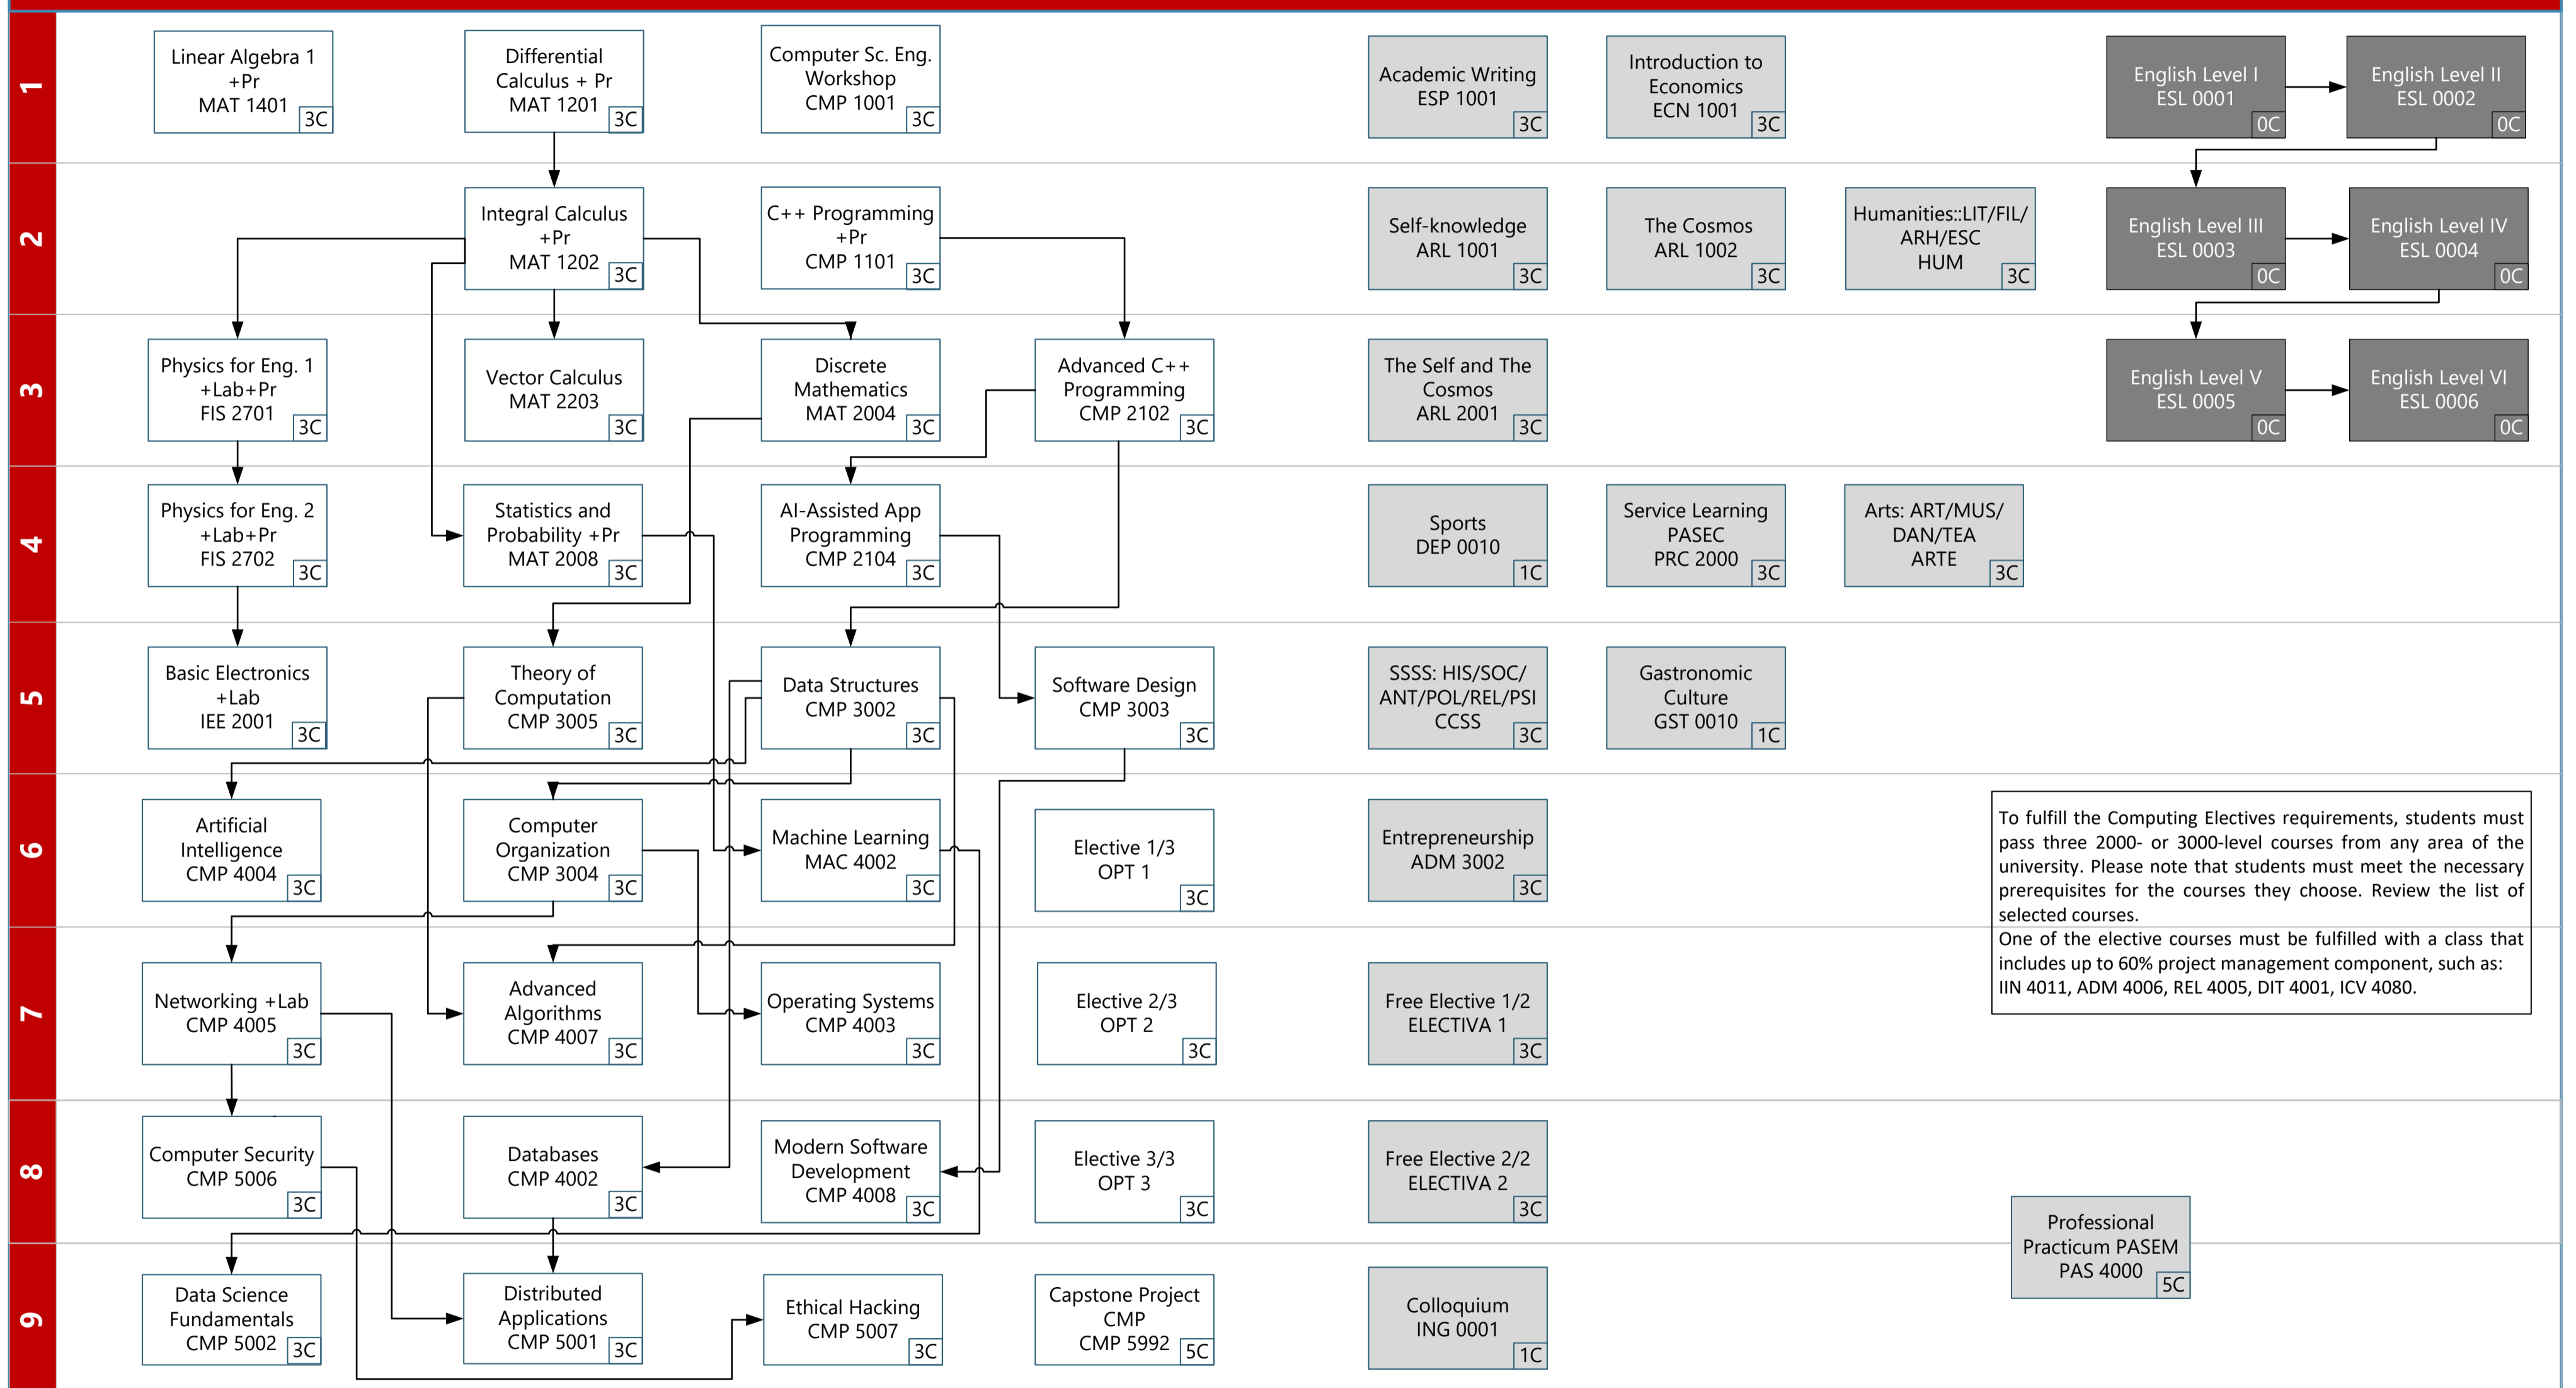 1
Linear Algebra 1
+Pr
MAT 1401
3C
Differential
Calculus + Pr
MAT 1201
3C
Computer Sc. Eng.
Workshop
CMP 1001
3C
Academic Writing
ESP 1001
3C
Introduction to
Economics
ECN 1001
3C
English Level I
ESL 0001
0C
English Level II
ESL 0002
0C
2
Integral Calculus
+Pr
MAT 1202
3C
C++ Programming
+Pr
CMP 1101
3C
Self-knowledge
ARL 1001
3C
The Cosmos
ARL 1002
3C
Humanities::LIT/FIL/
ARH/ESC
HUM
3C
English Level III
ESL 0003
0C
English Level IV
ESL 0004
0C
3
Physics for Eng. 1
+Lab+Pr
FIS 2701
3C
Vector Calculus
MAT 2203
3C
Discrete
Mathematics
MAT 2004
3C
Advanced C++
Programming
CMP 2102
3C
The Self and The
Cosmos
ARL 2001
3C
English Level V
ESL 0005
0C
English Level VI
ESL 0006
0C
4
Physics for Eng. 2
+Lab+Pr
FIS 2702
3C
Statistics and
Probability +Pr
MAT 2008
3C
AI-Assisted App
Programming
CMP 2104
3C
Sports
DEP 0010
1C
Service Learning
PASEC
PRC 2000
3C
Arts: ART/MUS/
DAN/TEA
ARTE
3C
5
Basic Electronics
+Lab
IEE 2001
3C
Theory of
Computation
CMP 3005
3C
Data Structures
CMP 3002
3C
Software Design
CMP 3003
3C
SSSS: HIS/SOC/
ANT/POL/REL/PSI
CCSS
3C
Gastronomic
Culture
GST 0010
1C
6
Artificial
Intelligence
CMP 4004
3C
Computer
Organization
CMP 3004
3C
Machine Learning
MAC 4002
3C
Elective 1/3
OPT 1
3C
Entrepreneurship
ADM 3002
3C
To fulfill the Computing Electives requirements, students must
pass three 2000- or 3000-level courses from any area of the
university. Please note that students must meet the necessary
prerequisites for the courses they choose. Review the list of
selected courses.
One of the elective courses must be fulfilled with a class that
includes up to 60% project management component, such as:
IIN 4011, ADM 4006, REL 4005, DIT 4001, ICV 4080.
7
Networking +Lab
CMP 4005
3C
Advanced
Algorithms
CMP 4007
3C
Operating Systems
CMP 4003
3C
Elective 2/3
OPT 2
3C
Free Elective 1/2
ELECTIVA 1
3C
8
Computer Security
CMP 5006
3C
Databases
CMP 4002
3C
Modern Software
Development
CMP 4008
3C
Elective 3/3
OPT 3
3C
Free Elective 2/2
ELECTIVA 2
3C
Professional
Practicum PASEM
PAS 4000
5C
9
Data Science
Fundamentals
CMP 5002
3C
Distributed
Applications
CMP 5001
3C
Ethical Hacking
CMP 5007
3C
Capstone Project
CMP
CMP 5992
5C
Colloquium
ING 0001
1C